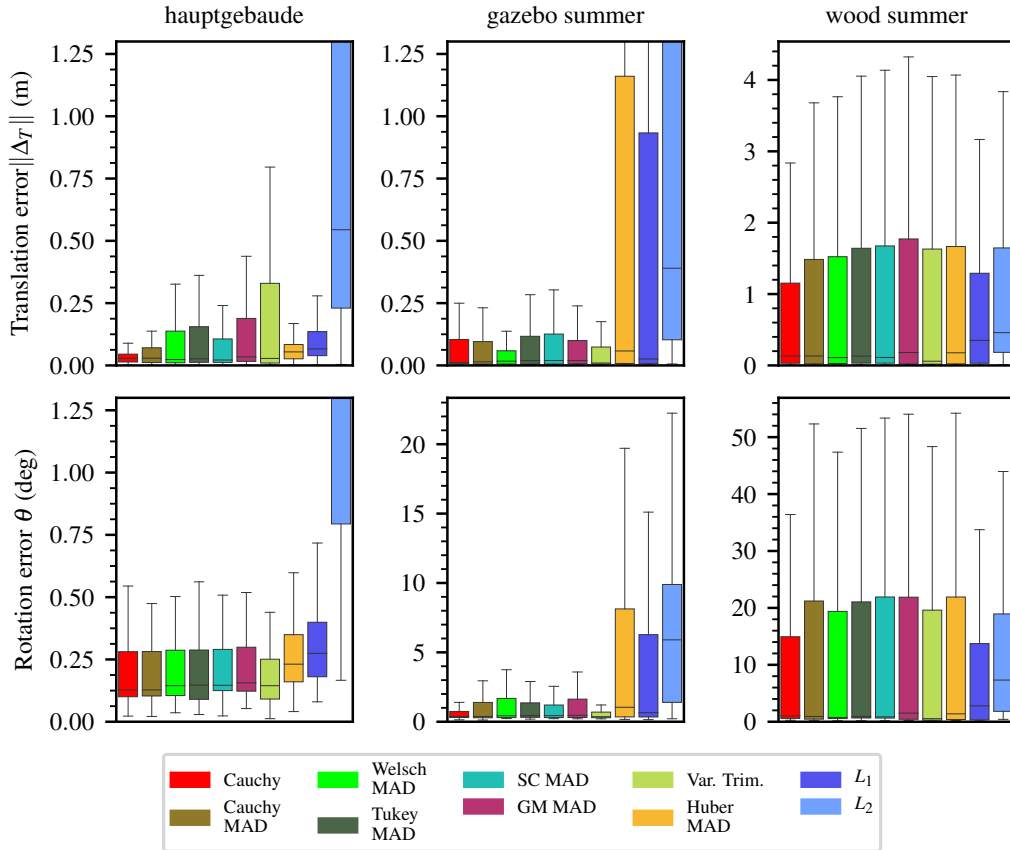 hauptgebaude gazebo summer wood summer
Translation error||Δ_T|| (m)
1.25
1.00
0.75
0.50
0.25
0.00
1.25
1.00
0.75
0.50
0.25
0.00
4
3
2
1
0
Rotation error θ (deg)
1.25
1.00
0.75
0.50
0.25
0.00
20
15
10
5
0
50
40
30
20
10
0
Cauchy
Cauchy
MAD
Welsch
MAD
Tukey
MAD
SC MAD
GM MAD
Var. Trim.
Huber
MAD
L₁
L₂